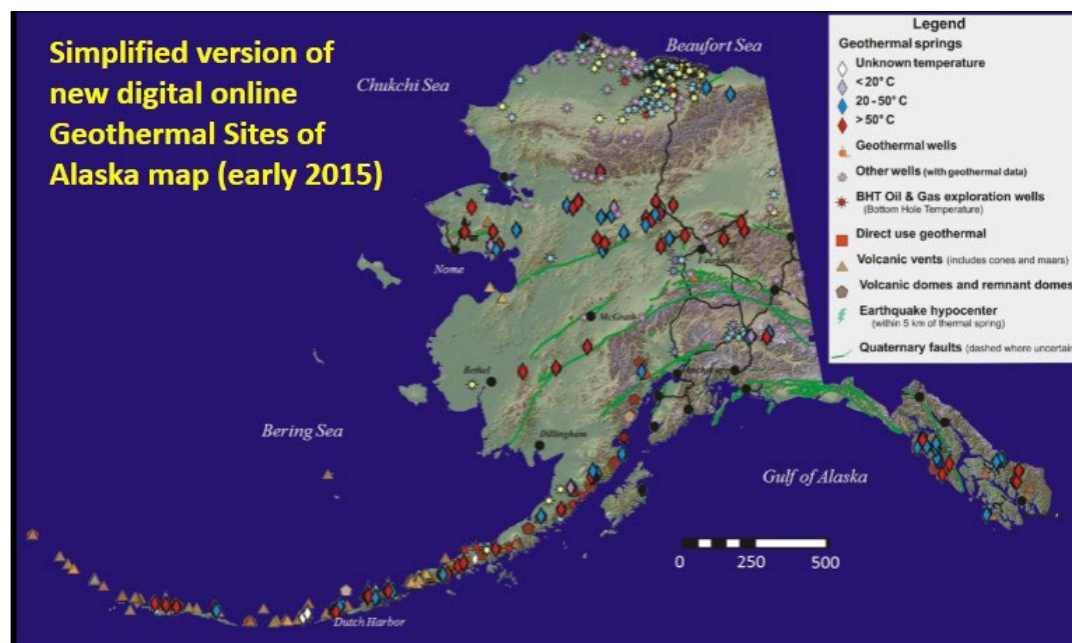 Simplified version of
new digital online
Geothermal Sites of
Alaska map (early 2015)
Chukchi Sea
Beaufort Sea
Nome
Fairbanks
McGrath
Bethel
Dillingham
Bering Sea
Gulf of Alaska
Dutch Harbor
0 250 500
Legend
Geothermal springs
Unknown temperature
< 20° C
20 - 50° C
> 50° C
Geothermal wells
Other wells (with geothermal data)
BHT Oil & Gas exploration wells
(Bottom Hole Temperature)
Direct use geothermal
Volcanic vents (includes cones and maars)
Volcanic domes and remnant domes
Earthquake hypocenter
(within 5 km of thermal spring)
Quaternary faults (dashed where uncertain